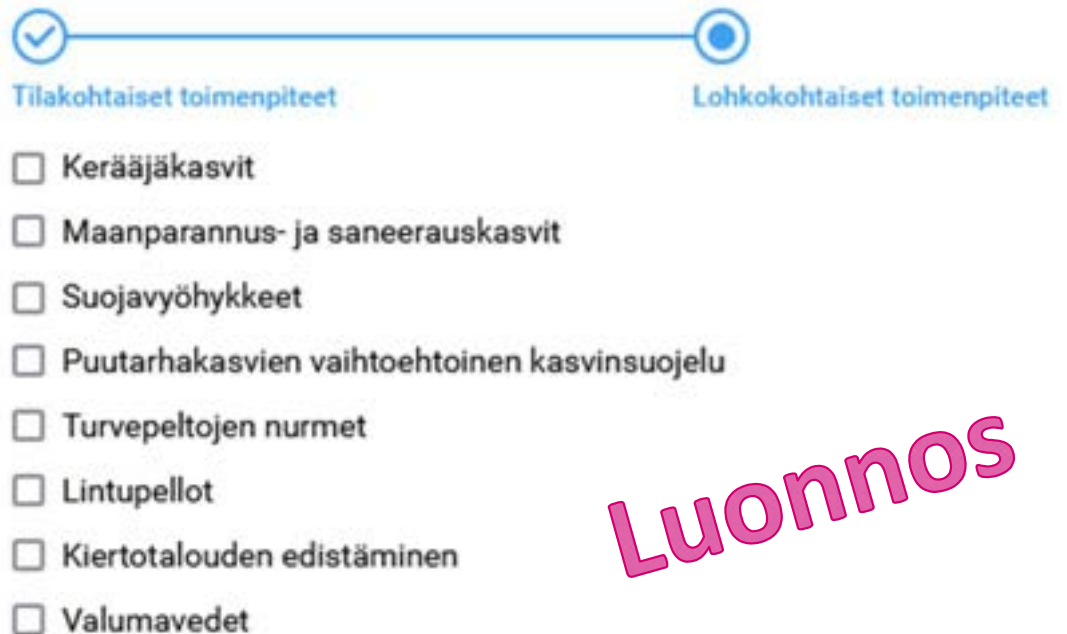 Tilakohtaiset toimenpiteet
Lohkokohtaiset toimenpiteet
Kerääjäkasvit
Maanparannus- ja saneerauskasvit
Suojavyöhykkeet
Puutarhakasvien vaihtoehtoinen kasvinsuojelu
Turvepeltojen nurmet
Lintupellot
Kiertotalouden edistäminen
Valumavedet
Luonnos